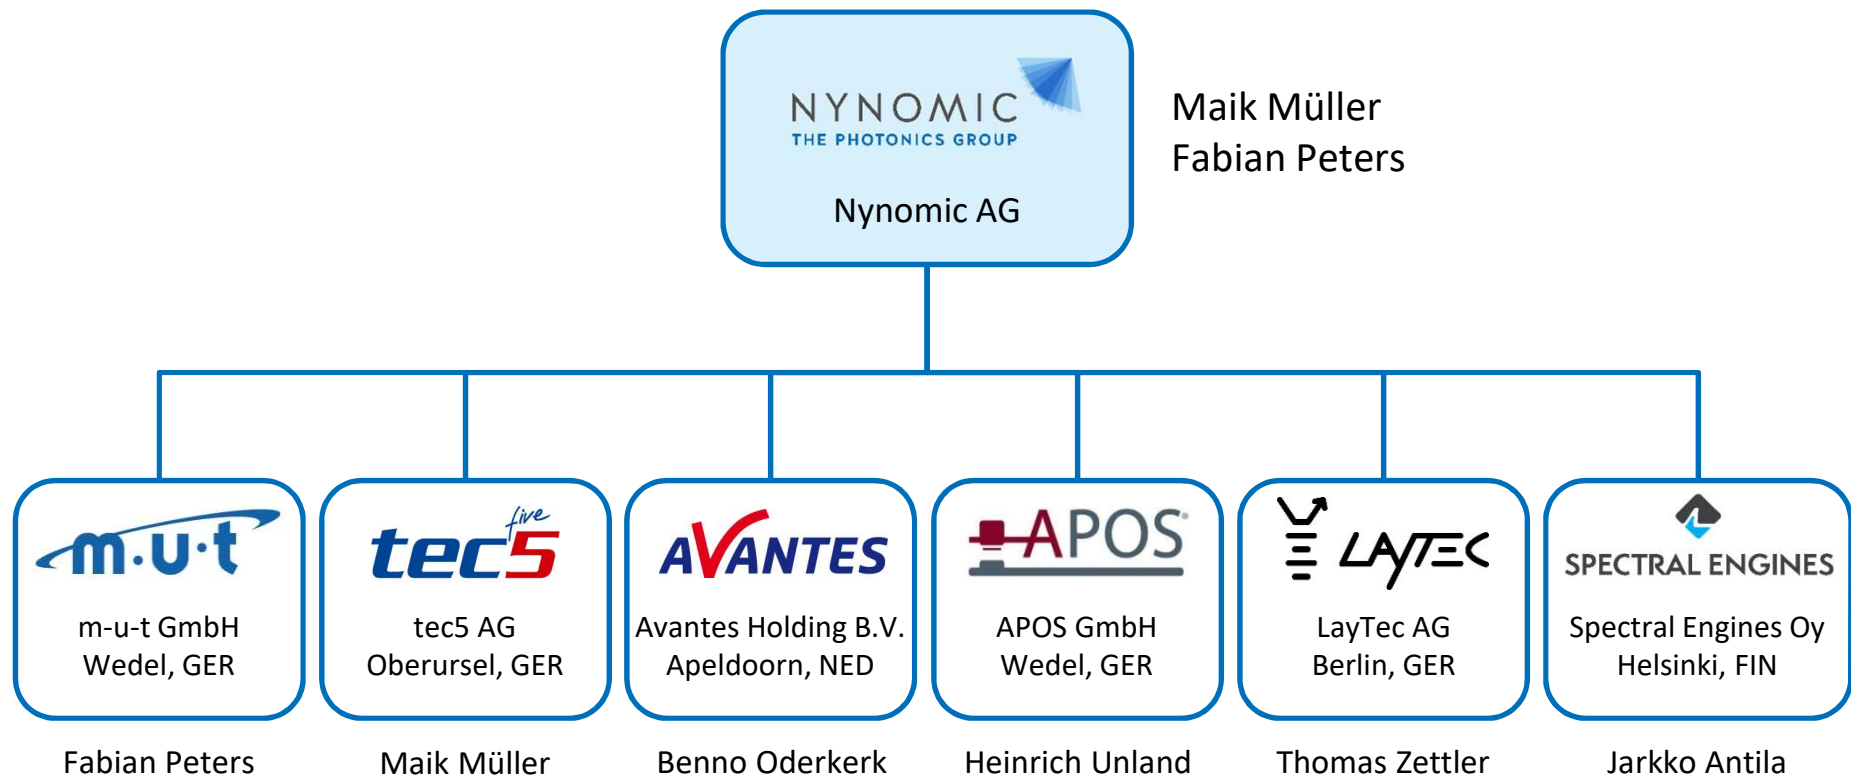 NYNOMIC
THE PHOTONICS GROUP
Nynomic AG
Maik Müller
Fabian Peters
m·u·t
m-u-t GmbH
Wedel, GER
Fabian Peters
five
tec5
tec5 AG
Oberursel, GER
Maik Müller
AVANTES
Avantes Holding B.V.
Apeldoorn, NED
Benno Oderkerk
APOS
APOS GmbH
Wedel, GER
Heinrich Unland
LAYTEC
LayTec AG
Berlin, GER
Thomas Zettler
SPECTRAL ENGINES
Spectral Engines Oy
Helsinki, FIN
Jarkko Antila